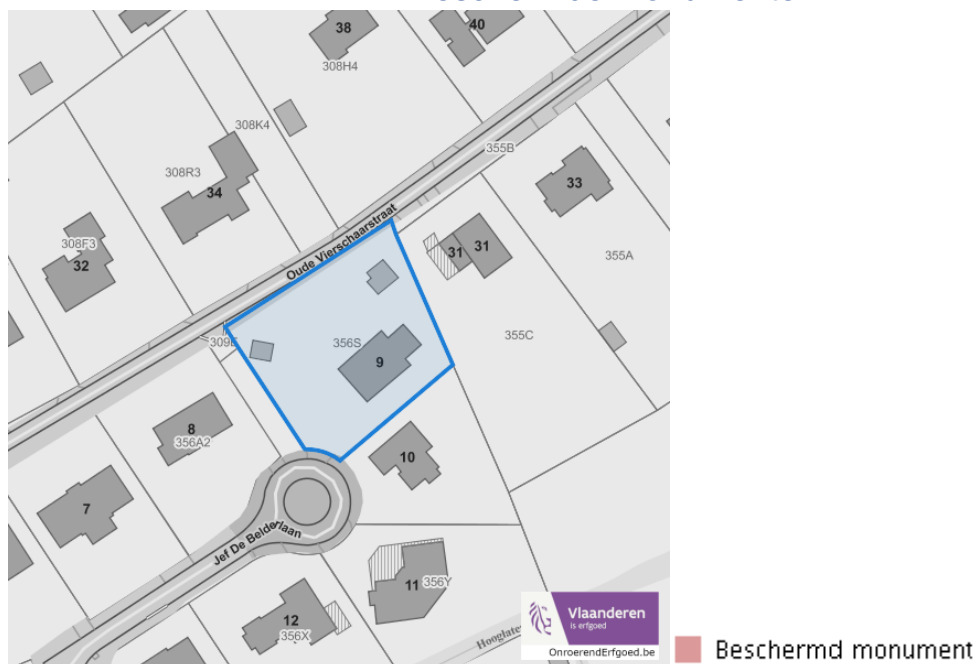 38
40
308H4
308K4
355B
308R3
34
33
308F3
32
Oude Vierschaarstraat
31
31
355A
356S
355C
9
8
356A2
10
7
Jef De Belderlaan
11
356Y
12
356X
Vlaanderen
is erfgoed
OnroerendErfgoed.be
Beschermd monument